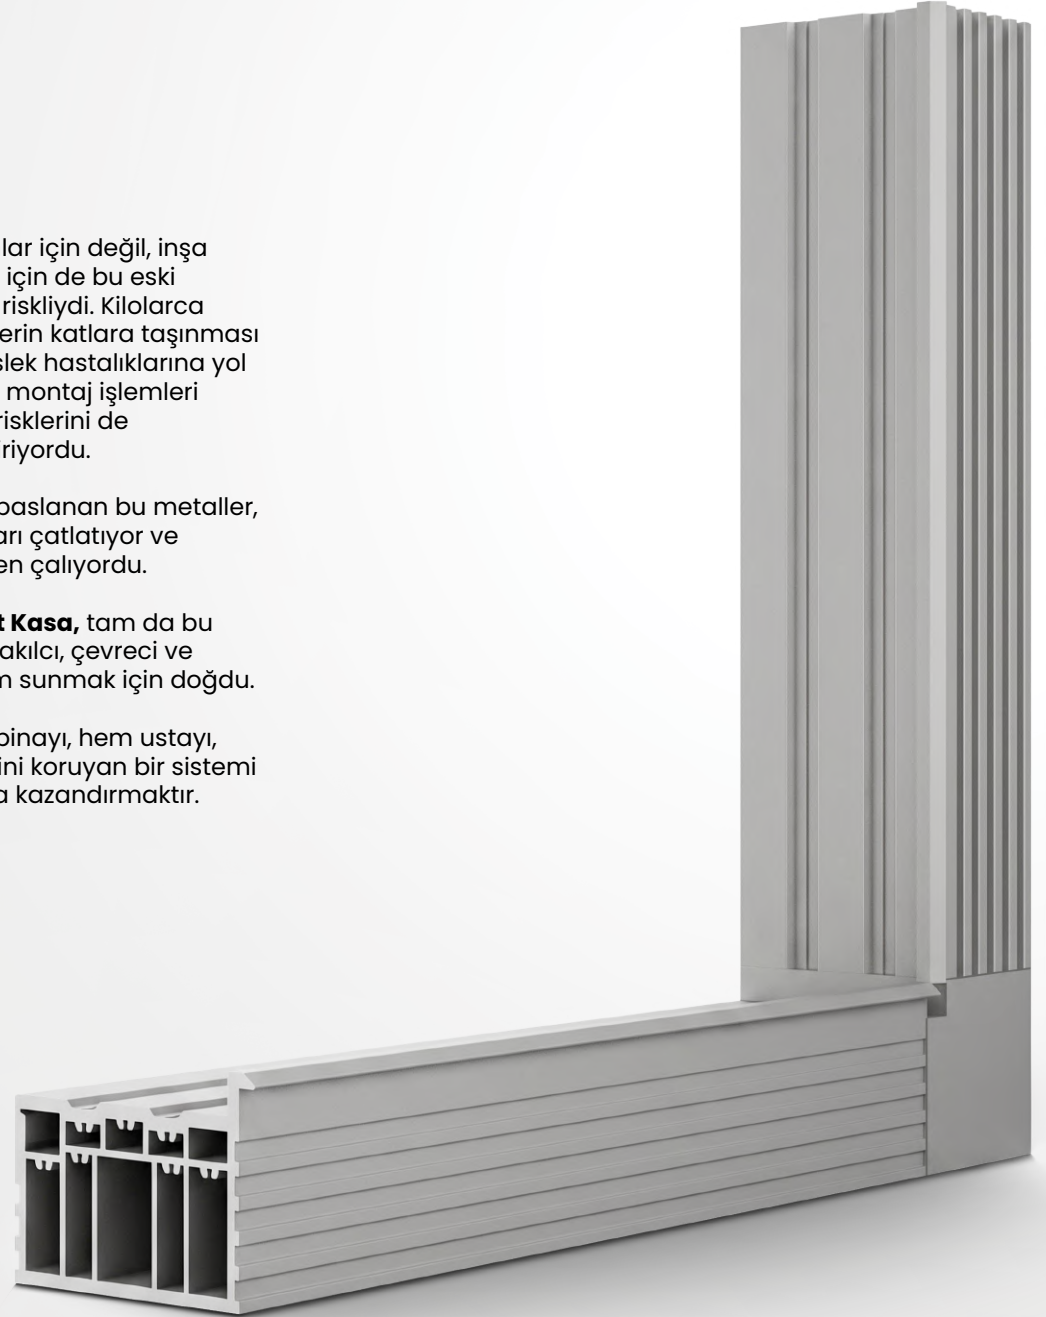 lar için değil, inşa
için de bu eski
riskliydi. Kilolarca
erin katlara taşınması
slek hastalıklarına yol
montaj işlemleri
risklerini de
iriyordu.
paslanan bu metaller,
arı çatlatıyor ve
en çalıyordu.
t Kasa, tam da bu
akılcı, çevreci ve
m sunmak için doğdu.
binayı, hem ustayı,
ini koruyan bir sistemi
a kazandırmaktır.